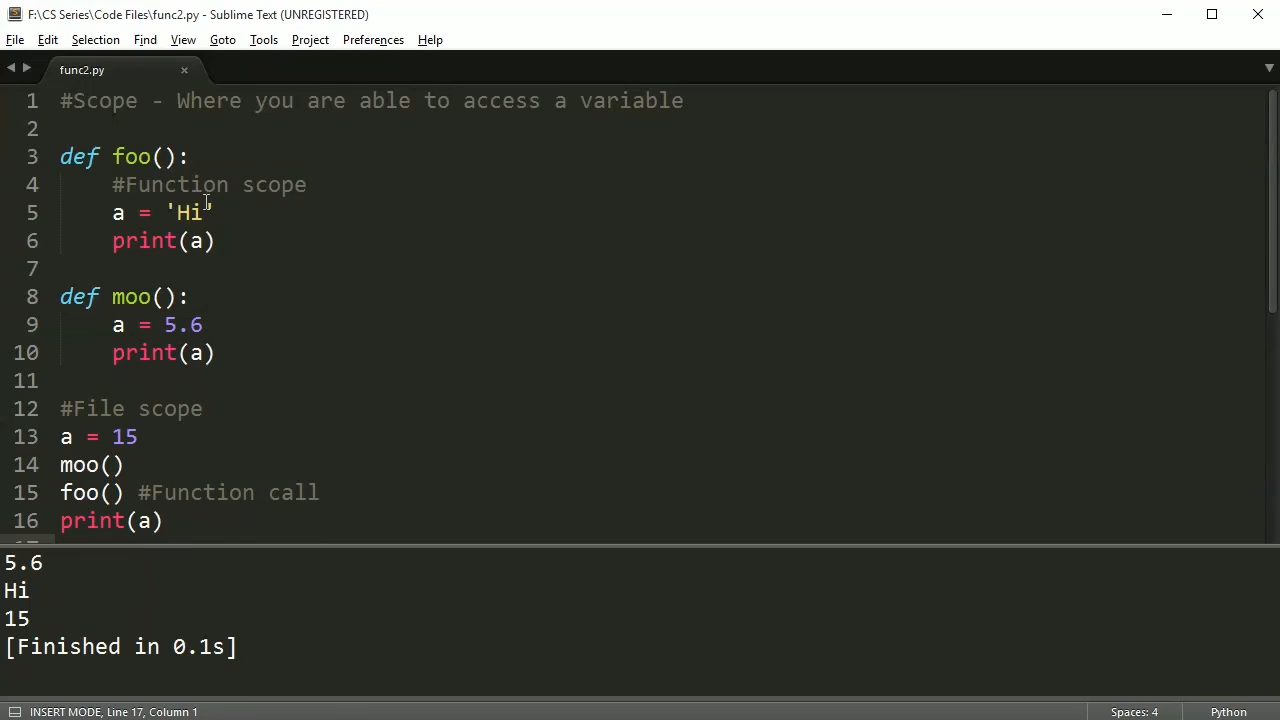 F:\CS Series\Code Files\func2.py - Sublime Text (UNREGISTERED)
File Edit Selection Find View Goto Tools Project Preferences Help
func2.py ×
1 #Scope - Where you are able to access a variable
2
3 def foo():
4     #Function scope
5     a = 'Hi'
6     print(a)
7
8 def moo():
9     a = 5.6
10     print(a)
11
12 #File scope
13 a = 15
14 moo()
15 foo() #Function call
16 print(a)
5.6
Hi
15
[Finished in 0.1s]
INSERT MODE, Line 17, Column 1 Spaces: 4 Python